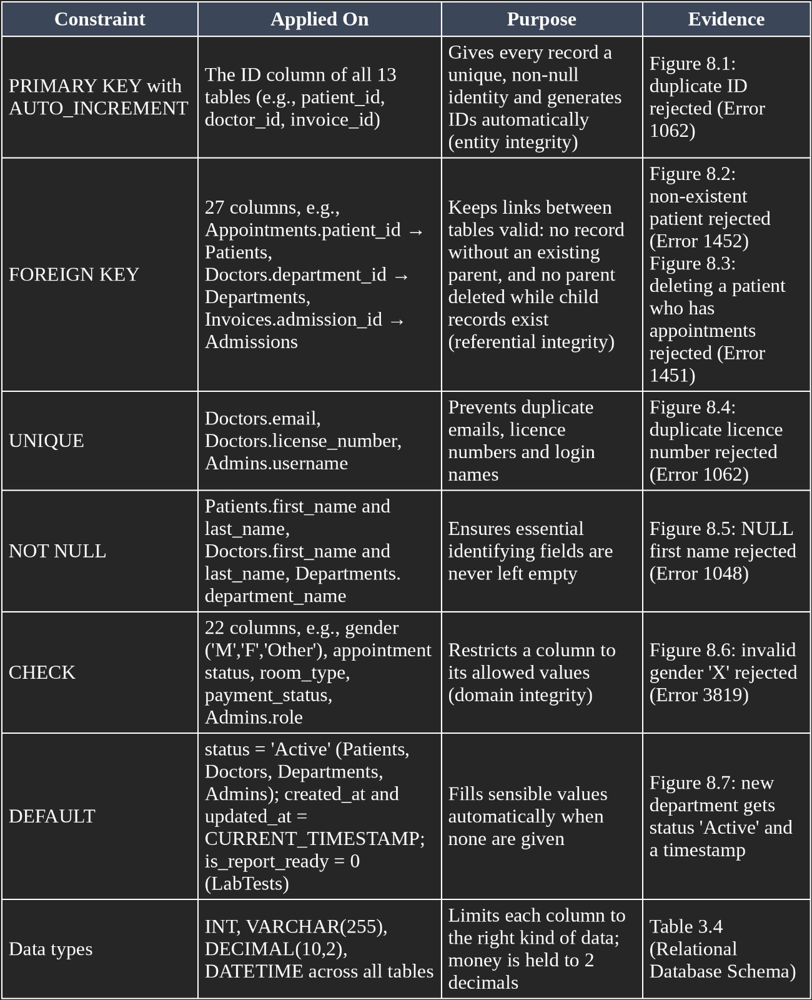 Constraint
Applied On
Purpose
Evidence
PRIMARY KEY with
AUTO_INCREMENT
The ID column of all 13
tables (e.g., patient_id,
doctor_id, invoice_id)
Gives every record a
unique, non-null
identity and generates
IDs automatically
(entity integrity)
Figure 8.1:
duplicate ID
rejected (Error
1062)
FOREIGN KEY
27 columns, e.g.,
Appointments.patient_id →
Patients,
Doctors.department_id →
Departments,
Invoices.admission_id →
Admissions
Keeps links between
tables valid: no record
without an existing
parent, and no parent
deleted while child
records exist
(referential integrity)
Figure 8.2:
non-existent
patient rejected
(Error 1452)
Figure 8.3:
deleting a patient
who has
appointments
rejected (Error
1451)
UNIQUE
Doctors.email,
Doctors.license_number,
Admins.username
Prevents duplicate
emails, licence
numbers and login
names
Figure 8.4:
duplicate licence
number rejected
(Error 1062)
NOT NULL
Patients.first_name and
last_name,
Doctors.first_name and
last_name, Departments.
department_name
Ensures essential
identifying fields are
never left empty
Figure 8.5: NULL
first name rejected
(Error 1048)
CHECK
22 columns, e.g., gender
('M','F','Other'), appointment
status, room_type,
payment_status,
Admins.role
Restricts a column to
its allowed values
(domain integrity)
Figure 8.6: invalid
gender 'X' rejected
(Error 3819)
DEFAULT
status = 'Active' (Patients,
Doctors, Departments,
Admins); created_at and
updated_at =
CURRENT_TIMESTAMP;
is_report_ready = 0
(LabTests)
Fills sensible values
automatically when
none are given
Figure 8.7: new
department gets
status 'Active' and
a timestamp
Data types
INT, VARCHAR(255),
DECIMAL(10,2),
DATETIME across all tables
Limits each column to
the right kind of data;
money is held to 2
decimals
Table 3.4
(Relational
Database Schema)